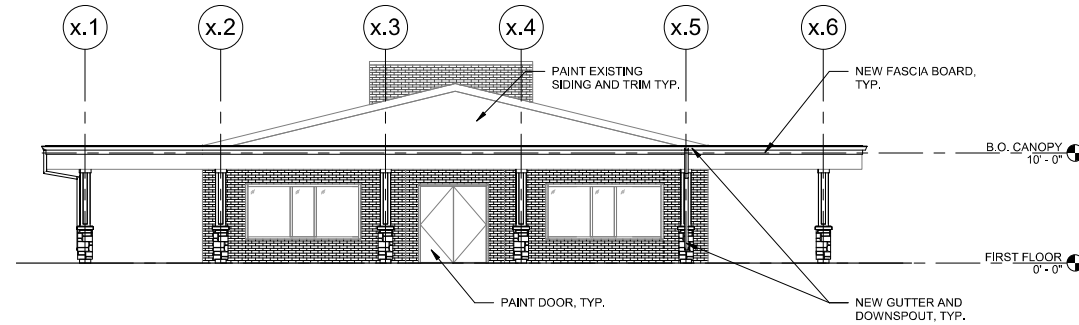 x.1
x.2
x.3
x.4
x.5
x.6
PAINT EXISTING
SIDING AND TRIM TYP.
NEW FASCIA BOARD,
TYP.
B.O. CANOPY
10' - 0"
FIRST FLOOR
0' - 0"
PAINT DOOR, TYP.
NEW GUTTER AND
DOWNSPOUT, TYP.